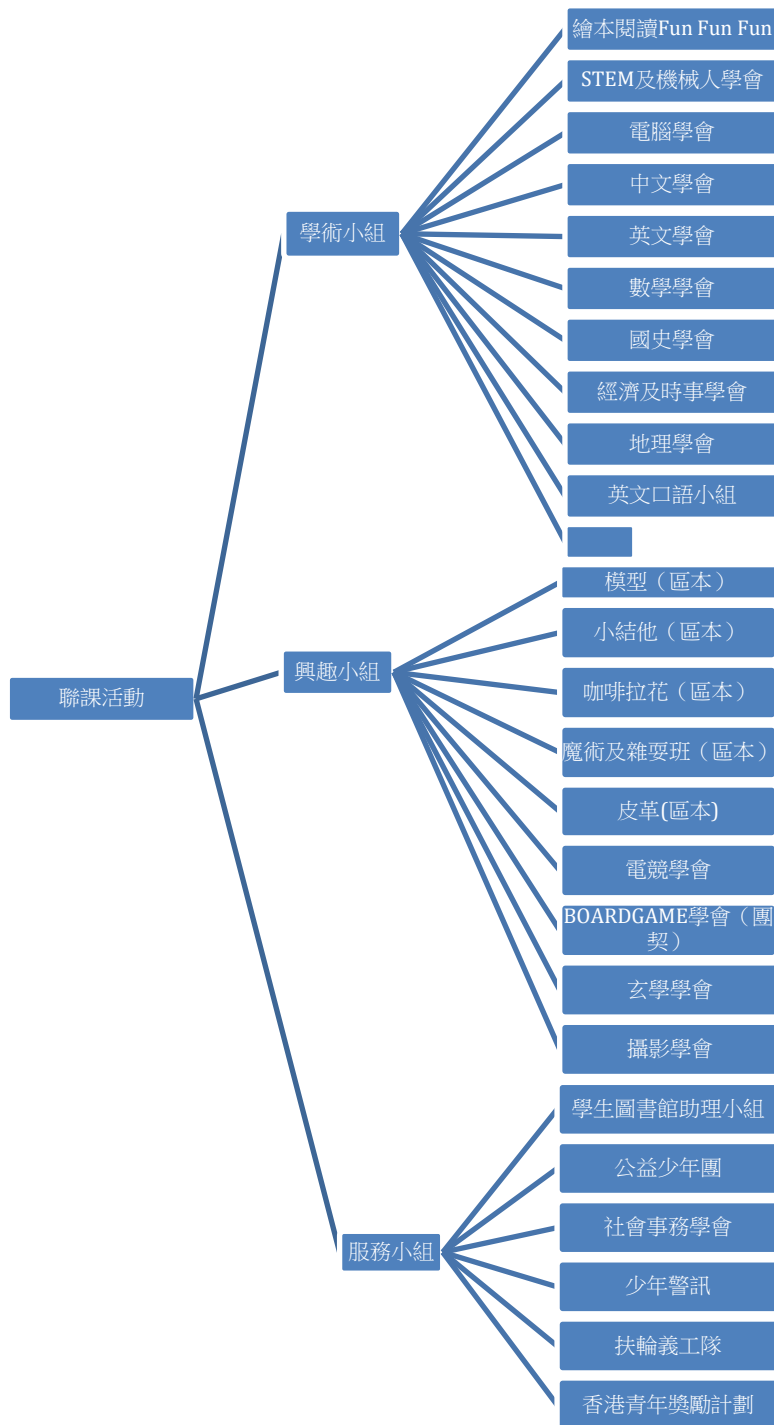 繪本閱讀Fun Fun Fun
STEM及機械人學會
電腦學會
中文學會
學術小組
英文學會
數學學會
國史學會
經濟及時事學會
地理學會
英文口語小組
聯課活動
興趣小組
模型（區本）
小結他（區本）
咖啡拉花（區本）
魔術及雜耍班（區本）
皮革(區本)
電競學會
BOARDGAME學會（團
契）
玄學學會
攝影學會
服務小組
學生圖書館助理小組
公益少年團
社會事務學會
少年警訊
扶輪義工隊
香港青年獎勵計劃